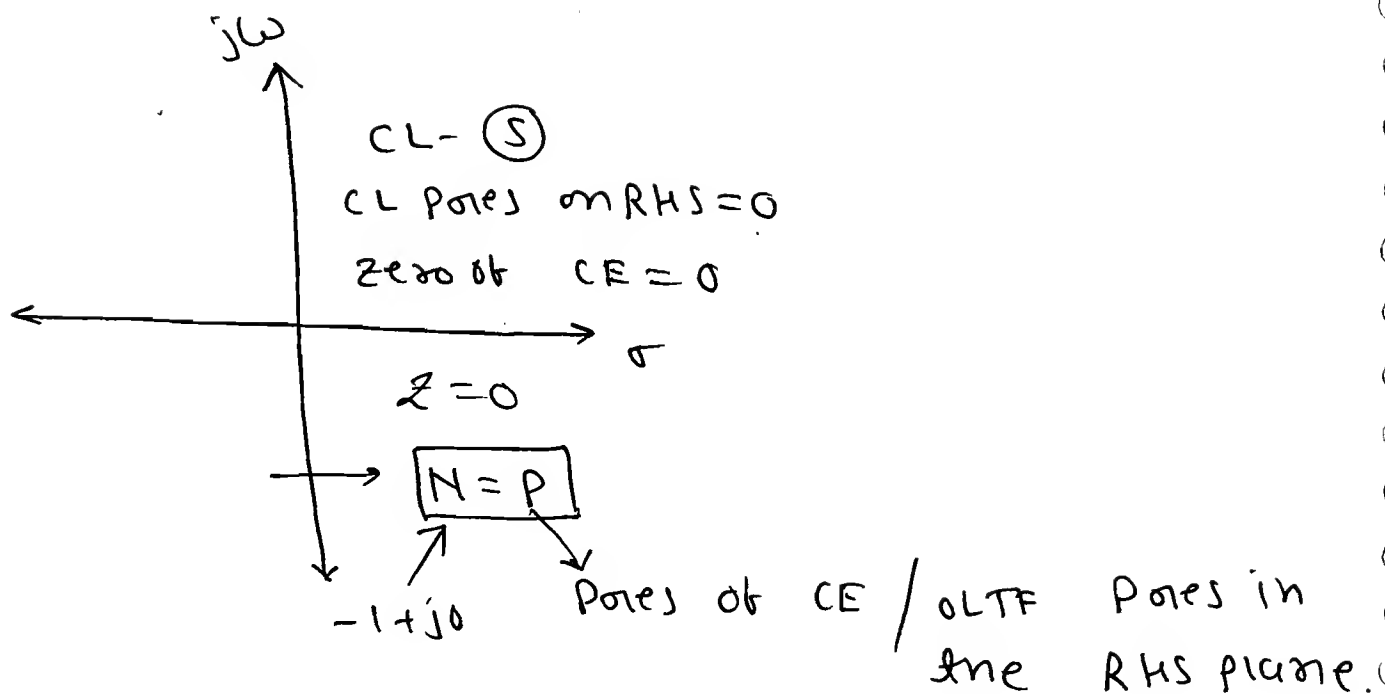 jω
CL- Ⓢ
CL Poles on RHS = 0
Zero of CE = 0
σ
Z = 0
N = P
-1+j0
Poles of CE / OLTF Poles in
the RHS plane.